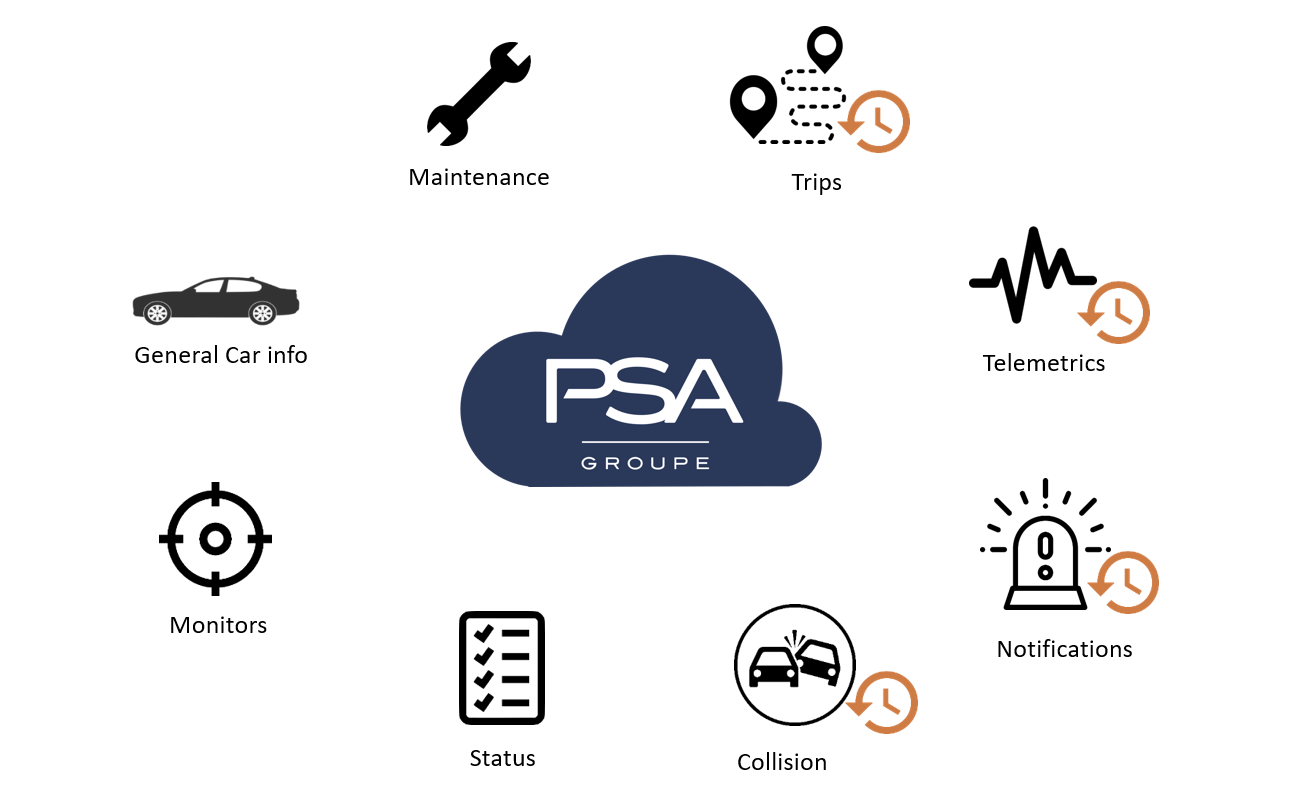 Maintenance
Trips
General Car info
Telemetrics
PSA
GROUPE
Monitors
Notifications
Status
Collision